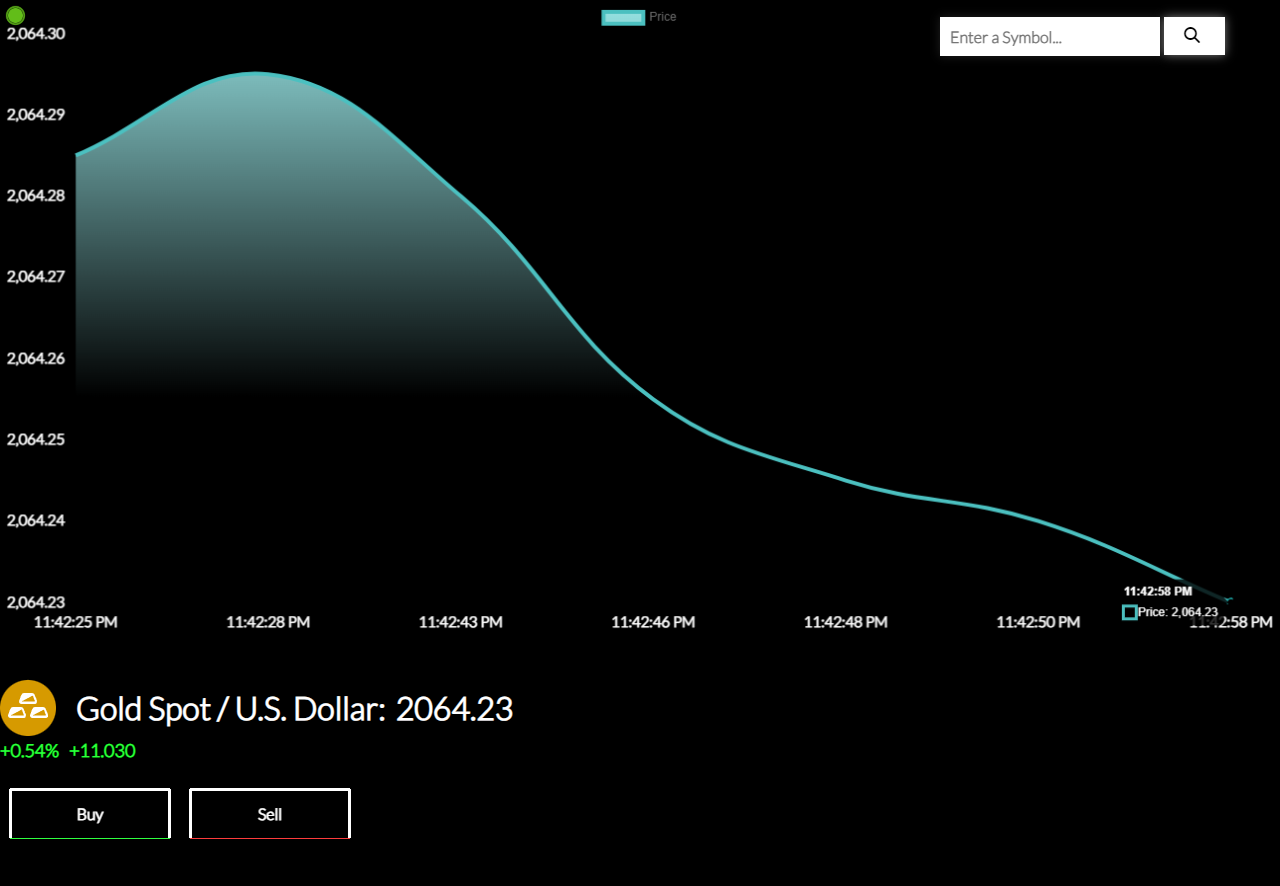 Price
Enter a Symbol...
2,064.30
2,064.29
2,064.28
2,064.27
2,064.26
2,064.25
2,064.24
2,064.23
11:42:58 PM
Price: 2,064.23
11:42:25 PM 11:42:28 PM 11:42:43 PM 11:42:46 PM 11:42:48 PM 11:42:50 PM 11:42:58 PM
Gold Spot / U.S. Dollar: 2064.23
+0.54% +11.030
Buy Sell